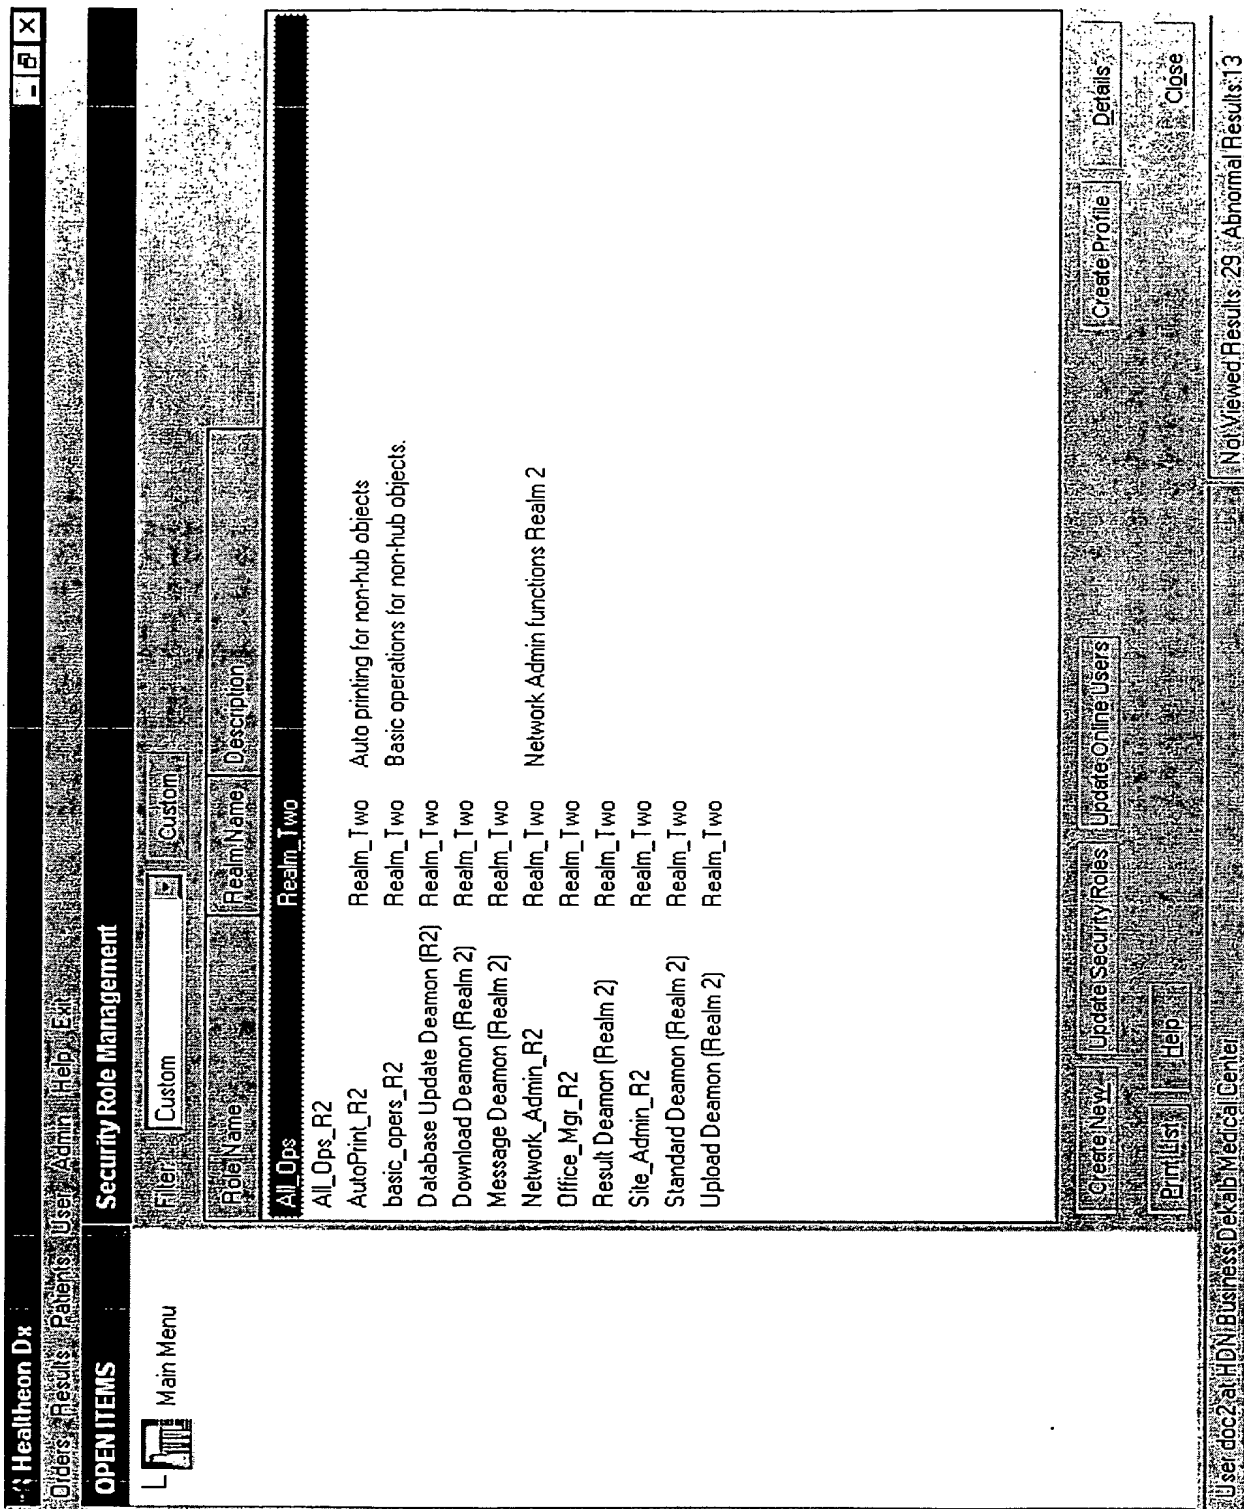 Healtheon Dx
Orders Results Patients User Admin Help Exit
OPEN ITEMS
Security Role Management
Main Menu
Filter: Custom Custom
Role Name Realm Name Description
All_Ops Realm_Two
All_Ops_R2
AutoPrint_R2 Realm_Two Auto printing for non-hub objects
basic_opers_R2 Realm_Two Basic operations for non-hub objects.
Database Update Deamon (R2) Realm_Two
Download Deamon (Realm 2) Realm_Two
Message Deamon (Realm 2) Realm_Two
Network_Admin_R2 Realm_Two Network Admin functions Realm 2
Office_Mgr_R2 Realm_Two
Result Deamon (Realm 2) Realm_Two
Site_Admin_R2 Realm_Two
Standard Deamon (Realm 2) Realm_Two
Upload Deamon (Realm 2) Realm_Two
Create New... Update Security Roles Update Online Users Create Profile Details
Print List Help Close
User doc2 at HDN Business Dekab Medical Center Not Viewed Results: 29 Abnormal Results: 13